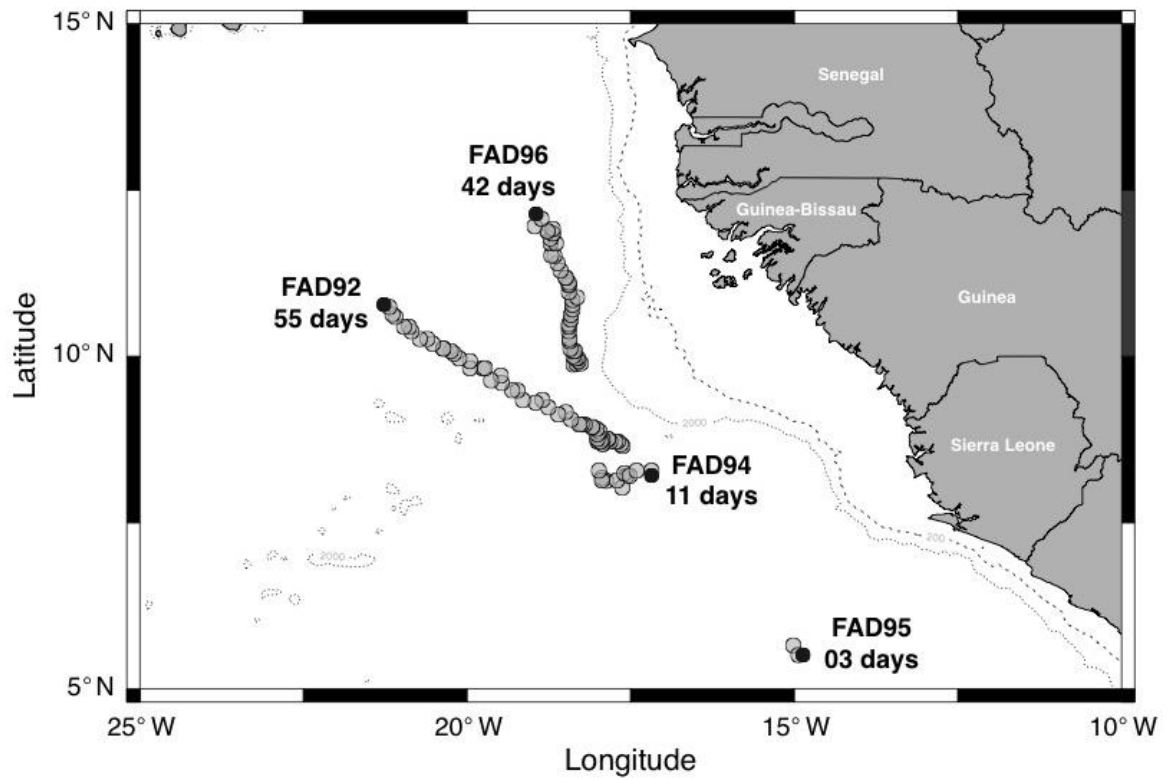 15° N
Senegal
FAD96
42 days
Guinea-Bissau
FAD92
55 days
Guinea
Latitude
10° N
2000
Sierra Leone
FAD94
11 days
200
2000
FAD95
03 days
5° N
25° W
20° W
15° W
10° W
Longitude